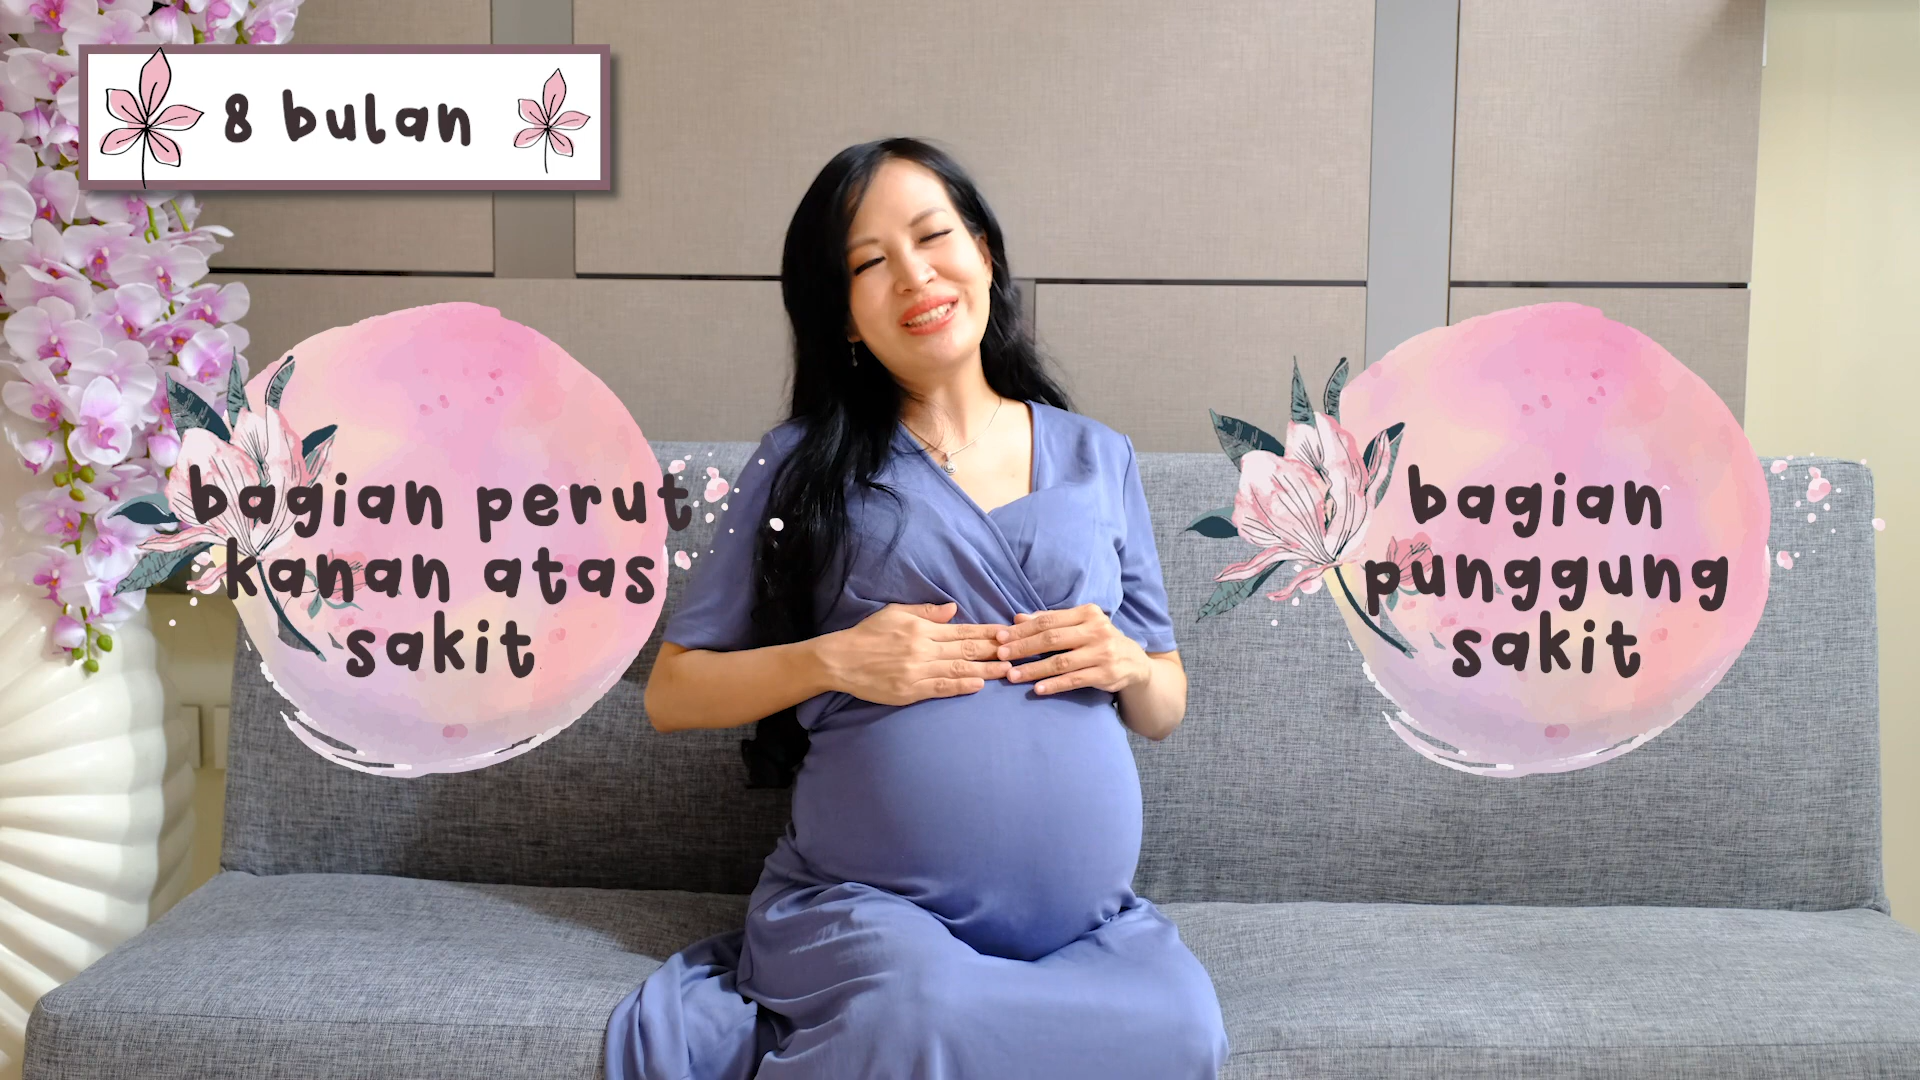 8 bulan
bagian perut
kanan atas
sakit
bagian
punggung
sakit